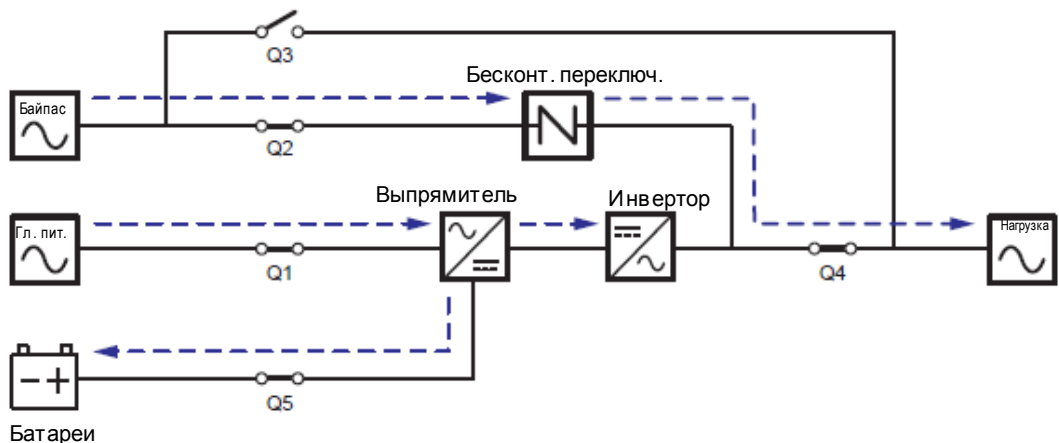 Q3
Бесконт. переключ.
Байпас
Q2
Выпрямитель
Инвертор
Гл. пит.
Нагрузка
Q1
Q4
Q5
Батареи